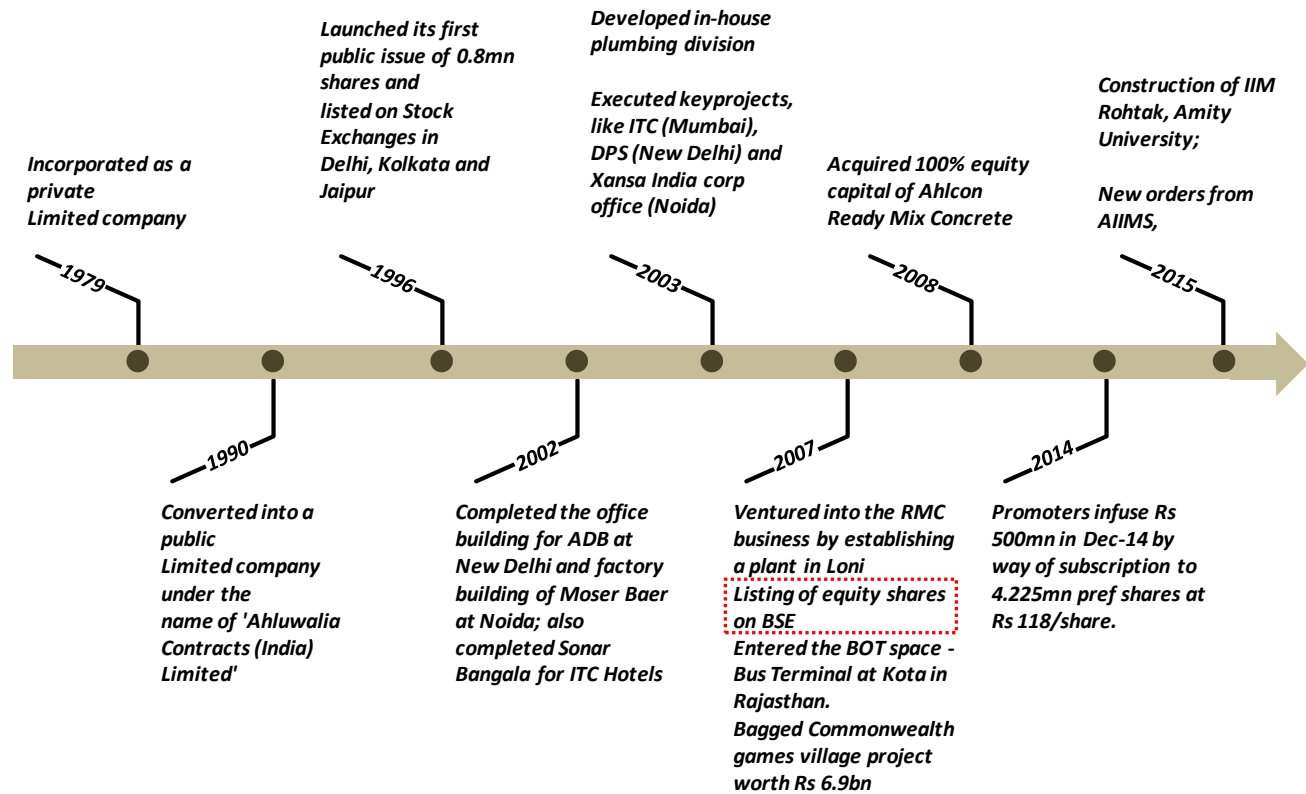 Incorporated as a
private
Limited company
1979
Launched its first
public issue of 0.8mn
shares and
listed on Stock
Exchanges in
Delhi, Kolkata and
Jaipur
1996
Developed in-house
plumbing division
Executed keyprojects,
like ITC (Mumbai),
DPS (New Delhi) and
Xansa India corp
office (Noida)
2003
Acquired 100% equity
capital of Ahlcon
Ready Mix Concrete
2008
Construction of IIM
Rohtak, Amity
University;
New orders from
AIIMS,
2015
1990
Converted into a
public
Limited company
under the
name of 'Ahluwalia
Contracts (India)
Limited'
2002
Completed the office
building for ADB at
New Delhi and factory
building of Moser Baer
at Noida; also
completed Sonar
Bangala for ITC Hotels
2007
Ventured into the RMC
business by establishing
a plant in Loni
Listing of equity shares
on BSE
Entered the BOT space -
Bus Terminal at Kota in
Rajasthan.
Bagged Commonwealth
games village project
worth Rs 6.9bn
2014
Promoters infuse Rs
500mn in Dec-14 by
way of subscription to
4.225mn pref shares at
Rs 118/share.